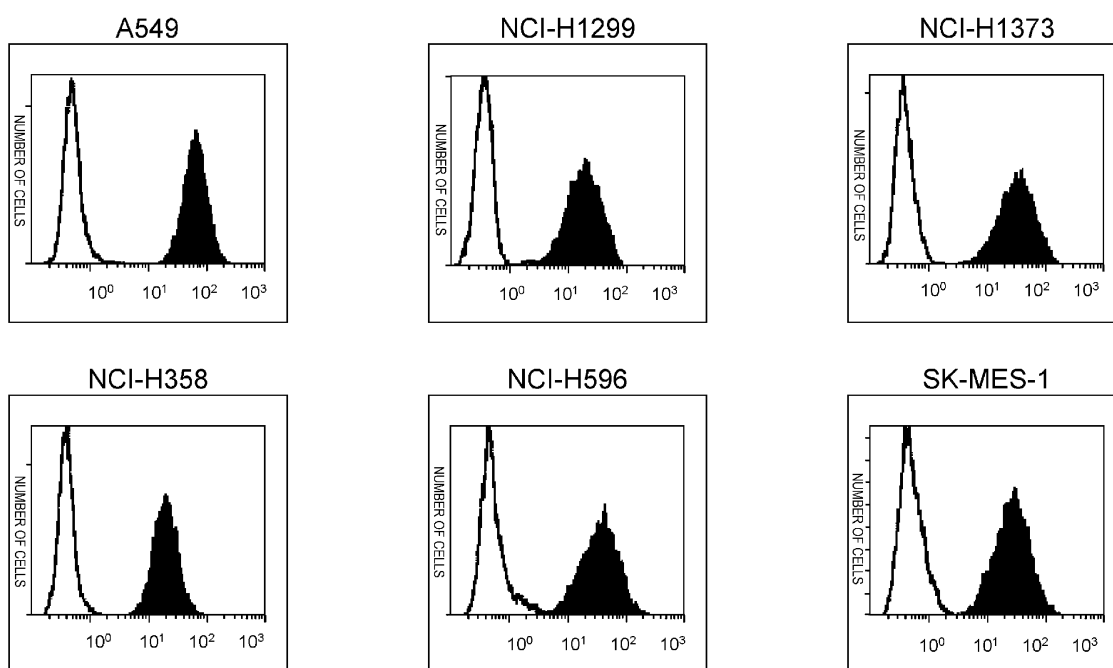 A549
NCI-H1299
NCI-H1373
NUMBER OF CELLS
10⁰ 10¹ 10² 10³
NUMBER OF CELLS
10⁰ 10¹ 10² 10³
NUMBER OF CELLS
10⁰ 10¹ 10² 10³
NCI-H358
NCI-H596
SK-MES-1
NUMBER OF CELLS
10⁰ 10¹ 10² 10³
NUMBER OF CELLS
10⁰ 10¹ 10² 10³
NUMBER OF CELLS
10⁰ 10¹ 10² 10³